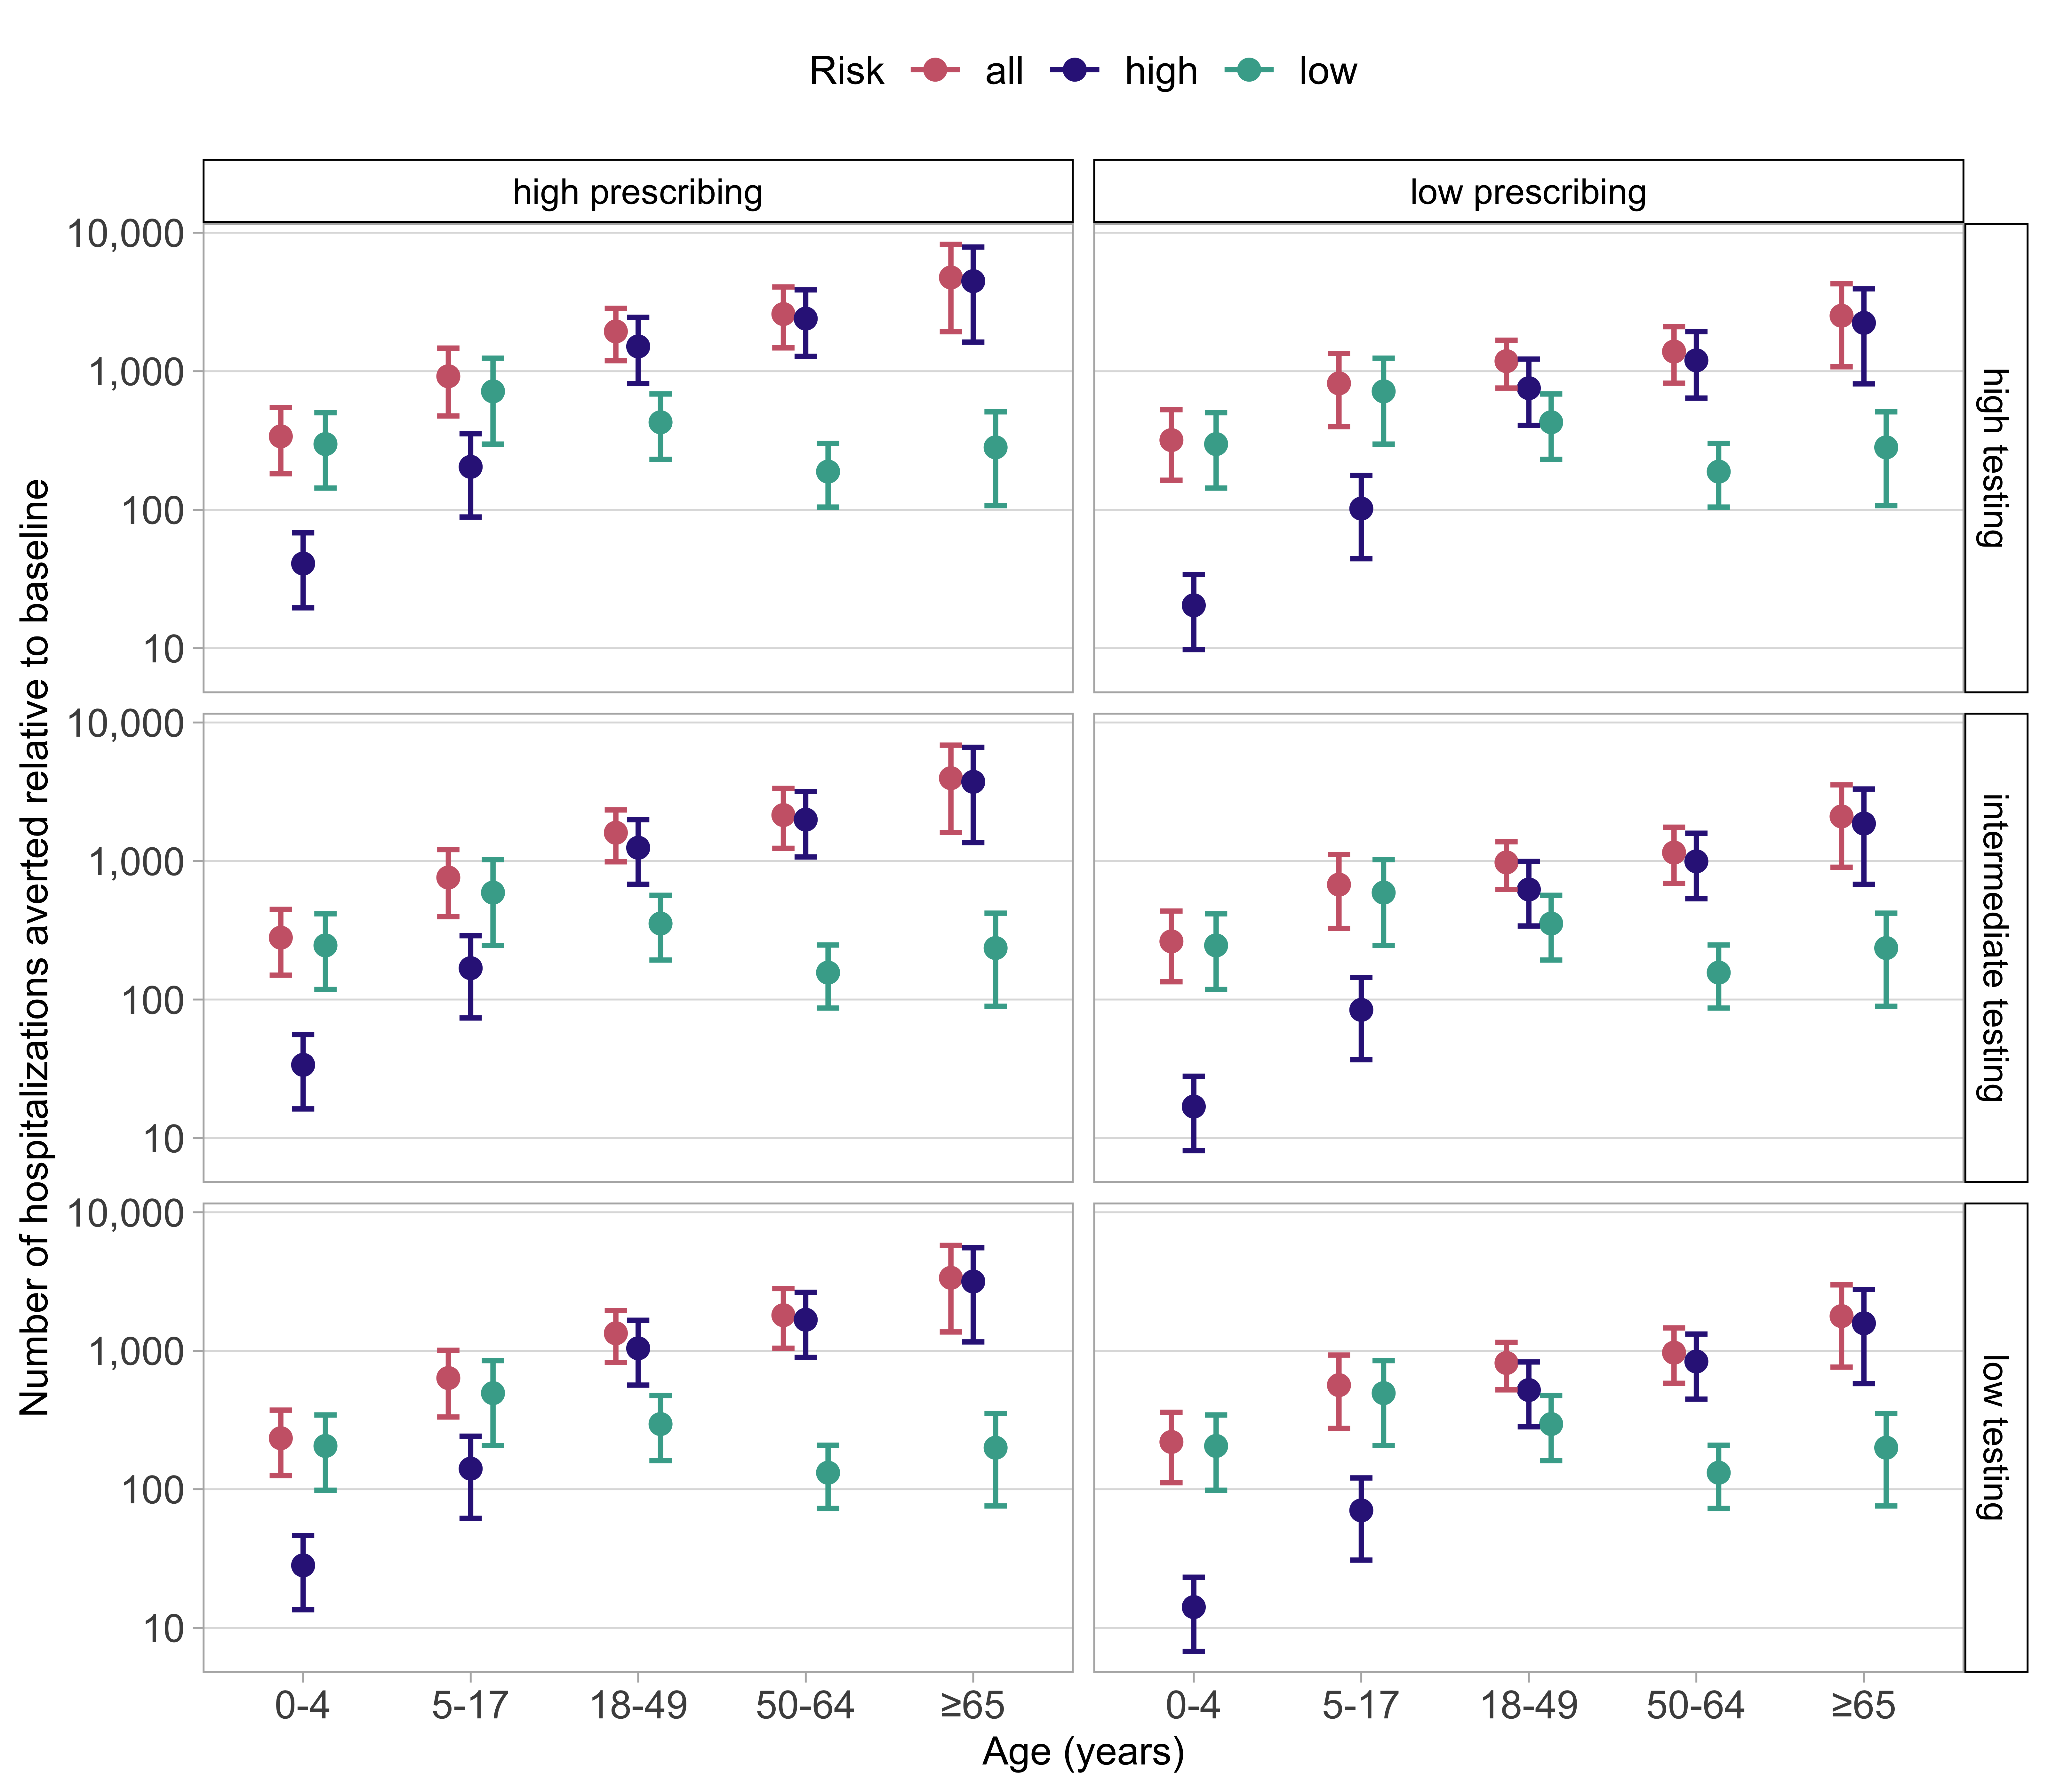 Risk all high low
high prescribing low prescribing
Number of hospitalizations averted relative to baseline
10,000
1,000
100
10
high testing
10,000
1,000
100
10
intermediate testing
10,000
1,000
100
10
low testing
0-4 5-17 18-49 50-64 ≥65 0-4 5-17 18-49 50-64 ≥65
Age (years)